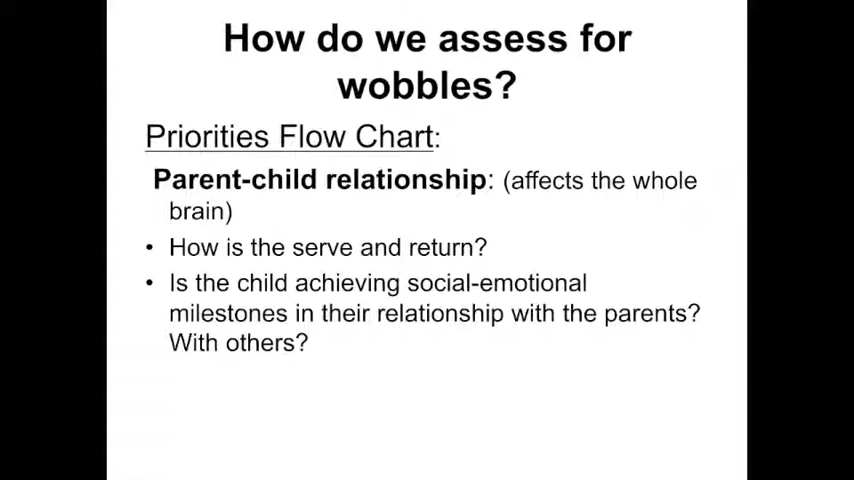 How do we assess for
wobbles?
Priorities Flow Chart:
Parent-child relationship: (affects the whole
brain)
• How is the serve and return?
• Is the child achieving social-emotional
milestones in their relationship with the parents?
With others?